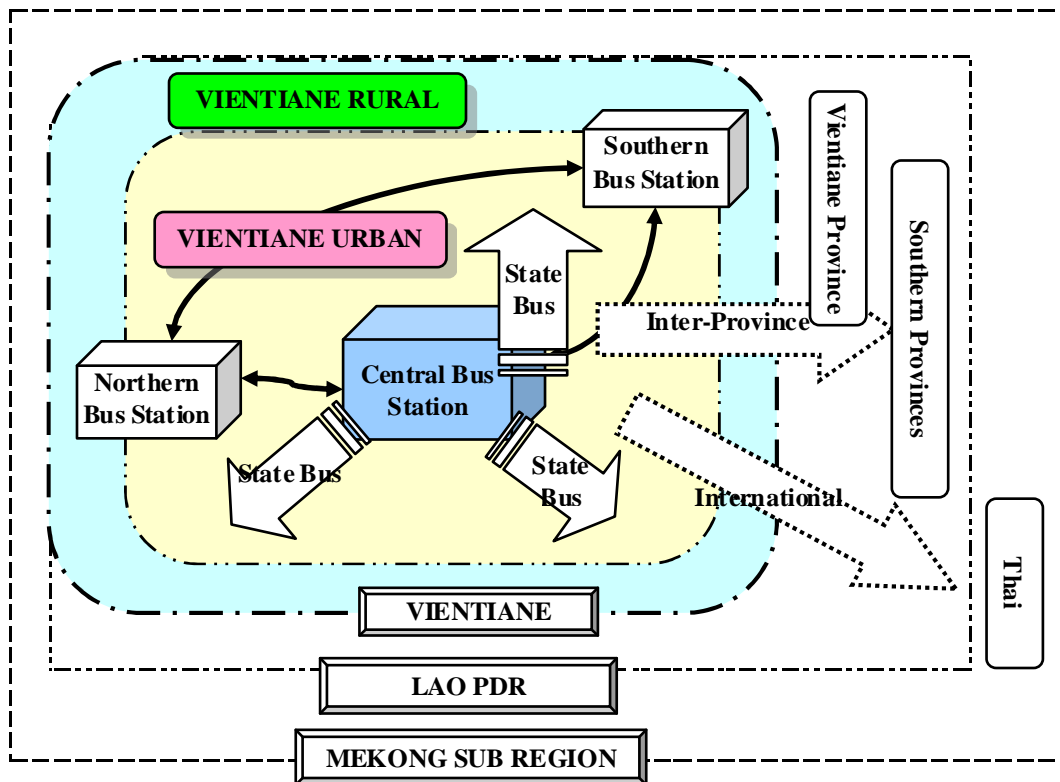 VIENTIANE RURAL
Southern
Bus Station
VIENTIANE URBAN
State
Bus
Inter-Province
Vientiane Province
Southern Provinces
Northern
Bus Station
Central Bus
Station
State Bus
State
Bus
International
Thai
VIENTIANE
LAO PDR
MEKONG SUB REGION